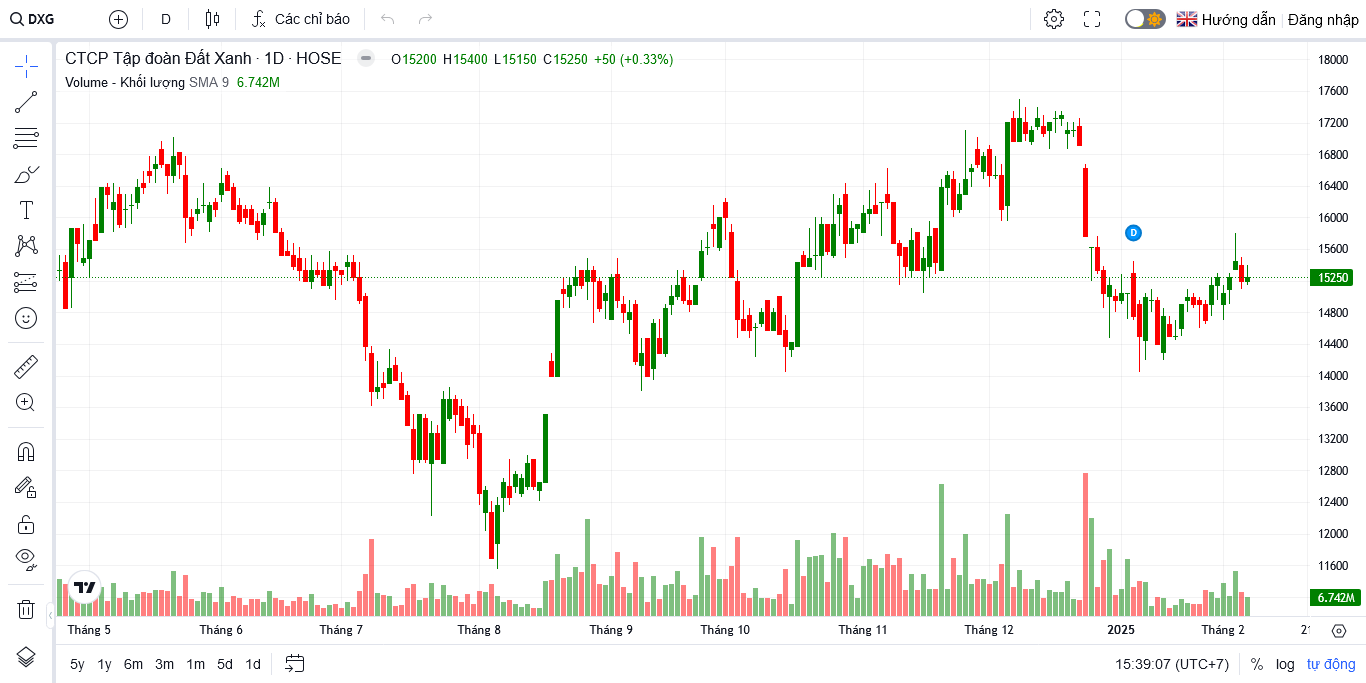 DXG D Các chỉ báo Hướng dẫn Đăng nhập
CTCP Tập đoàn Đất Xanh · 1D · HOSE O15200 H15400 L15150 C15250 +50 (+0.33%)
Volume - Khối lượng SMA 9 6.742M
18000
17600
17200
16800
16400
16000
D
15600
15250
14800
14400
14000
13600
13200
12800
12400
12000
11600
6.742M
Tháng 5 Tháng 6 Tháng 7 Tháng 8 Tháng 9 Tháng 10 Tháng 11 Tháng 12 2025 Tháng 2
5y 1y 6m 3m 1m 5d 1d 15:39:07 (UTC+7) % log tự động